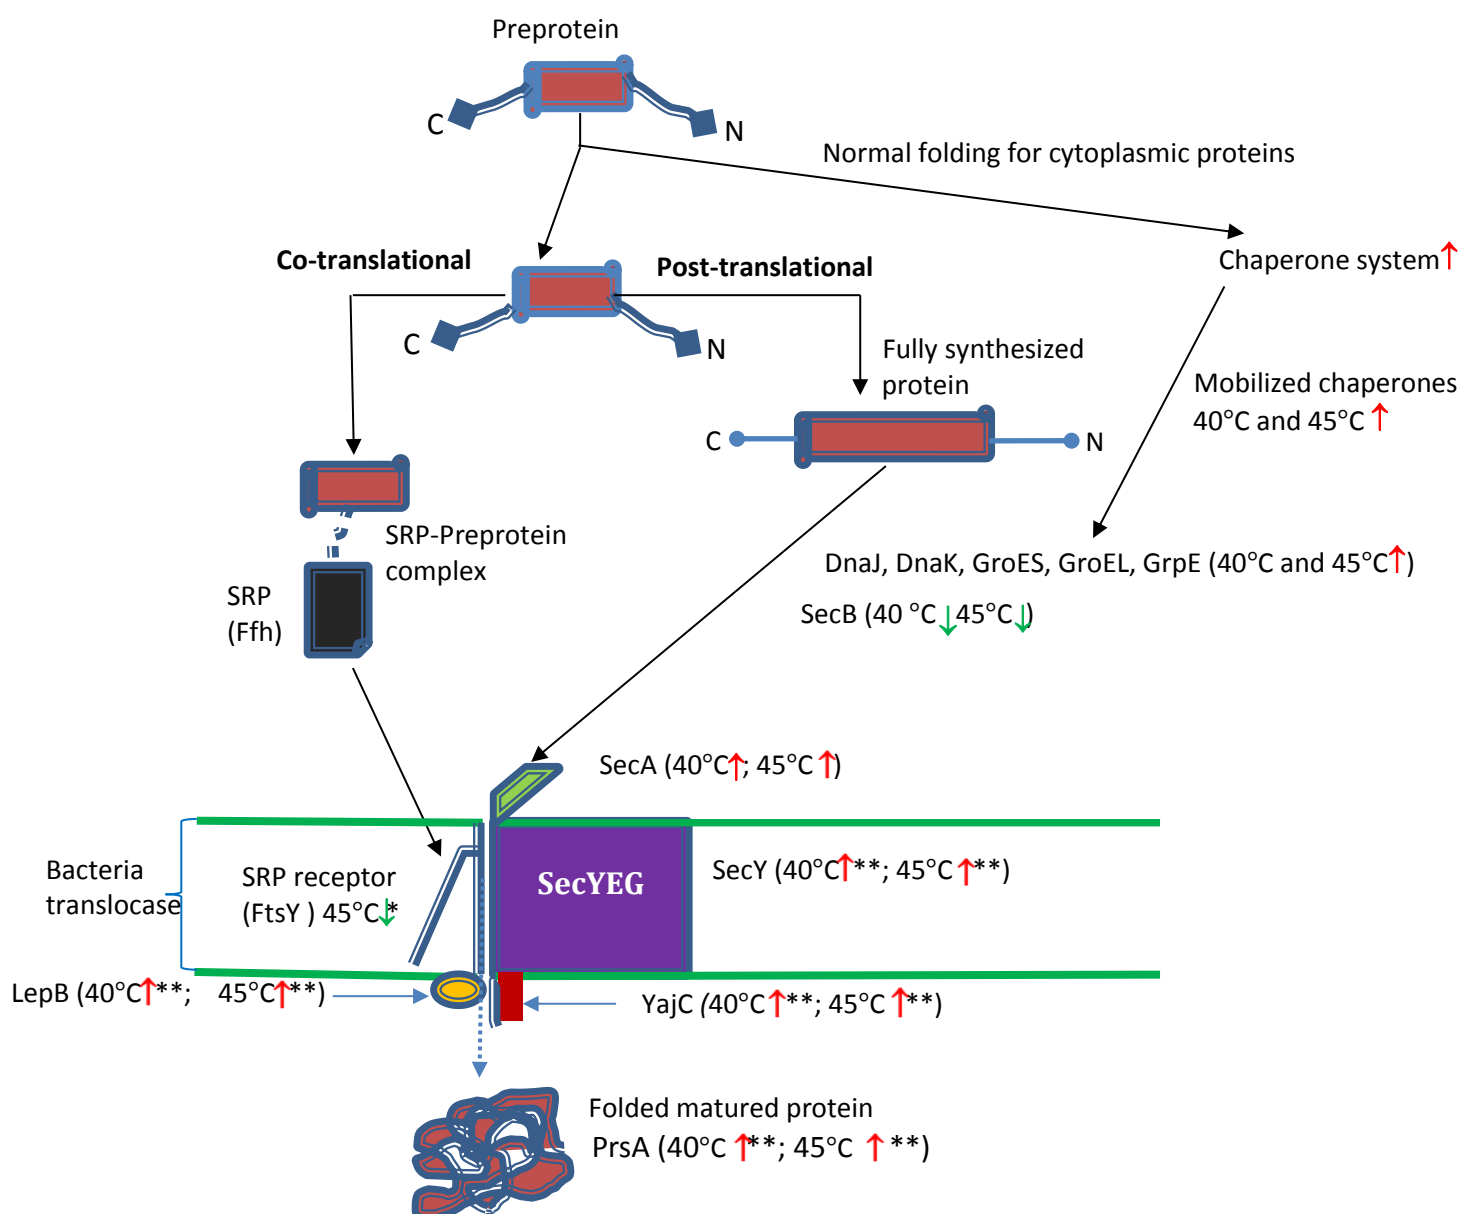 Preprotein
C
N
Normal folding for cytoplasmic proteins
Co-translational
Post-translational
Chaperone system↑
C
N
Fully synthesized
protein
Mobilized chaperones
40°C and 45°C ↑
C
N
SRP-Preprotein
complex
DnaJ, DnaK, GroES, GroEL, GrpE (40°C and 45°C↑)
SRP
(Ffh)
SecB (40 °C↓45°C↓)
SecA (40°C↑; 45°C↑)
Bacteria
translocase
SRP receptor
(FtsY ) 45°C↓*
SecYEG
SecY (40°C↑**; 45°C↑**)
LepB (40°C↑**; 45°C↑**)
YajC (40°C↑**; 45°C↑**)
Folded matured protein
PrsA (40°C ↑**; 45°C ↑ **)